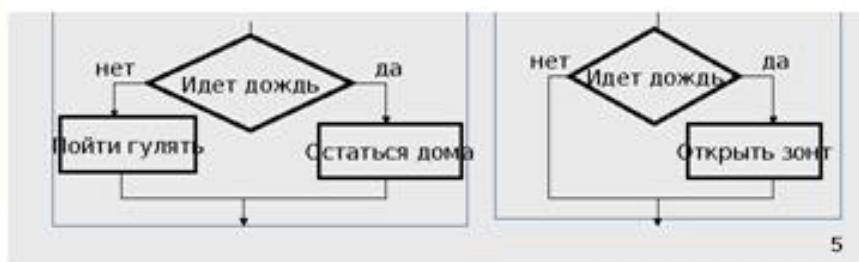 нет
Идет дождь
да
Пойти гулять
Остаться дома
нет
Идет дождь
да
Открыть зонт
5